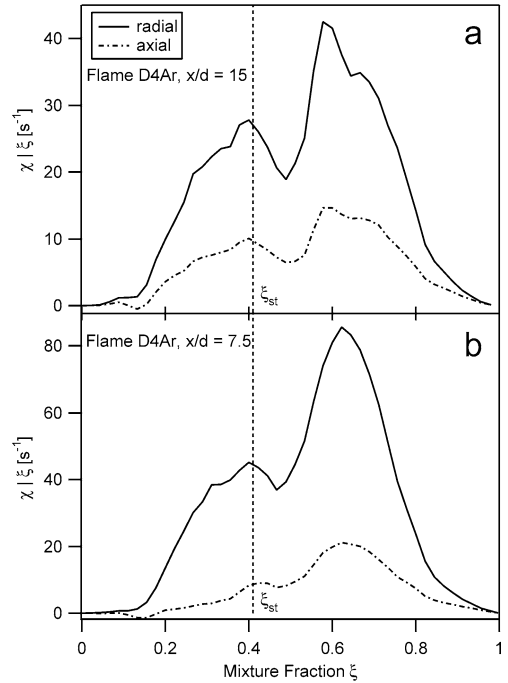 radial
axial
a
Flame D4Ar, x/d = 15
40
30
20
10
0
χ | ξ [s⁻¹]
ξst
Flame D4Ar, x/d = 7.5
b
80
60
40
20
0
χ | ξ [s⁻¹]
ξst
0 0.2 0.4 0.6 0.8 1
Mixture Fraction ξ